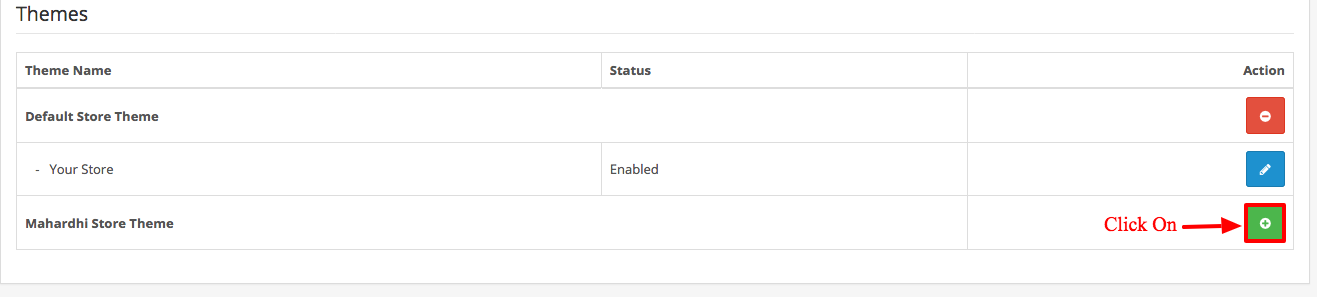 Themes
Theme Name Status Action
Default Store Theme
- Your Store Enabled
Mahardhi Store Theme Click On